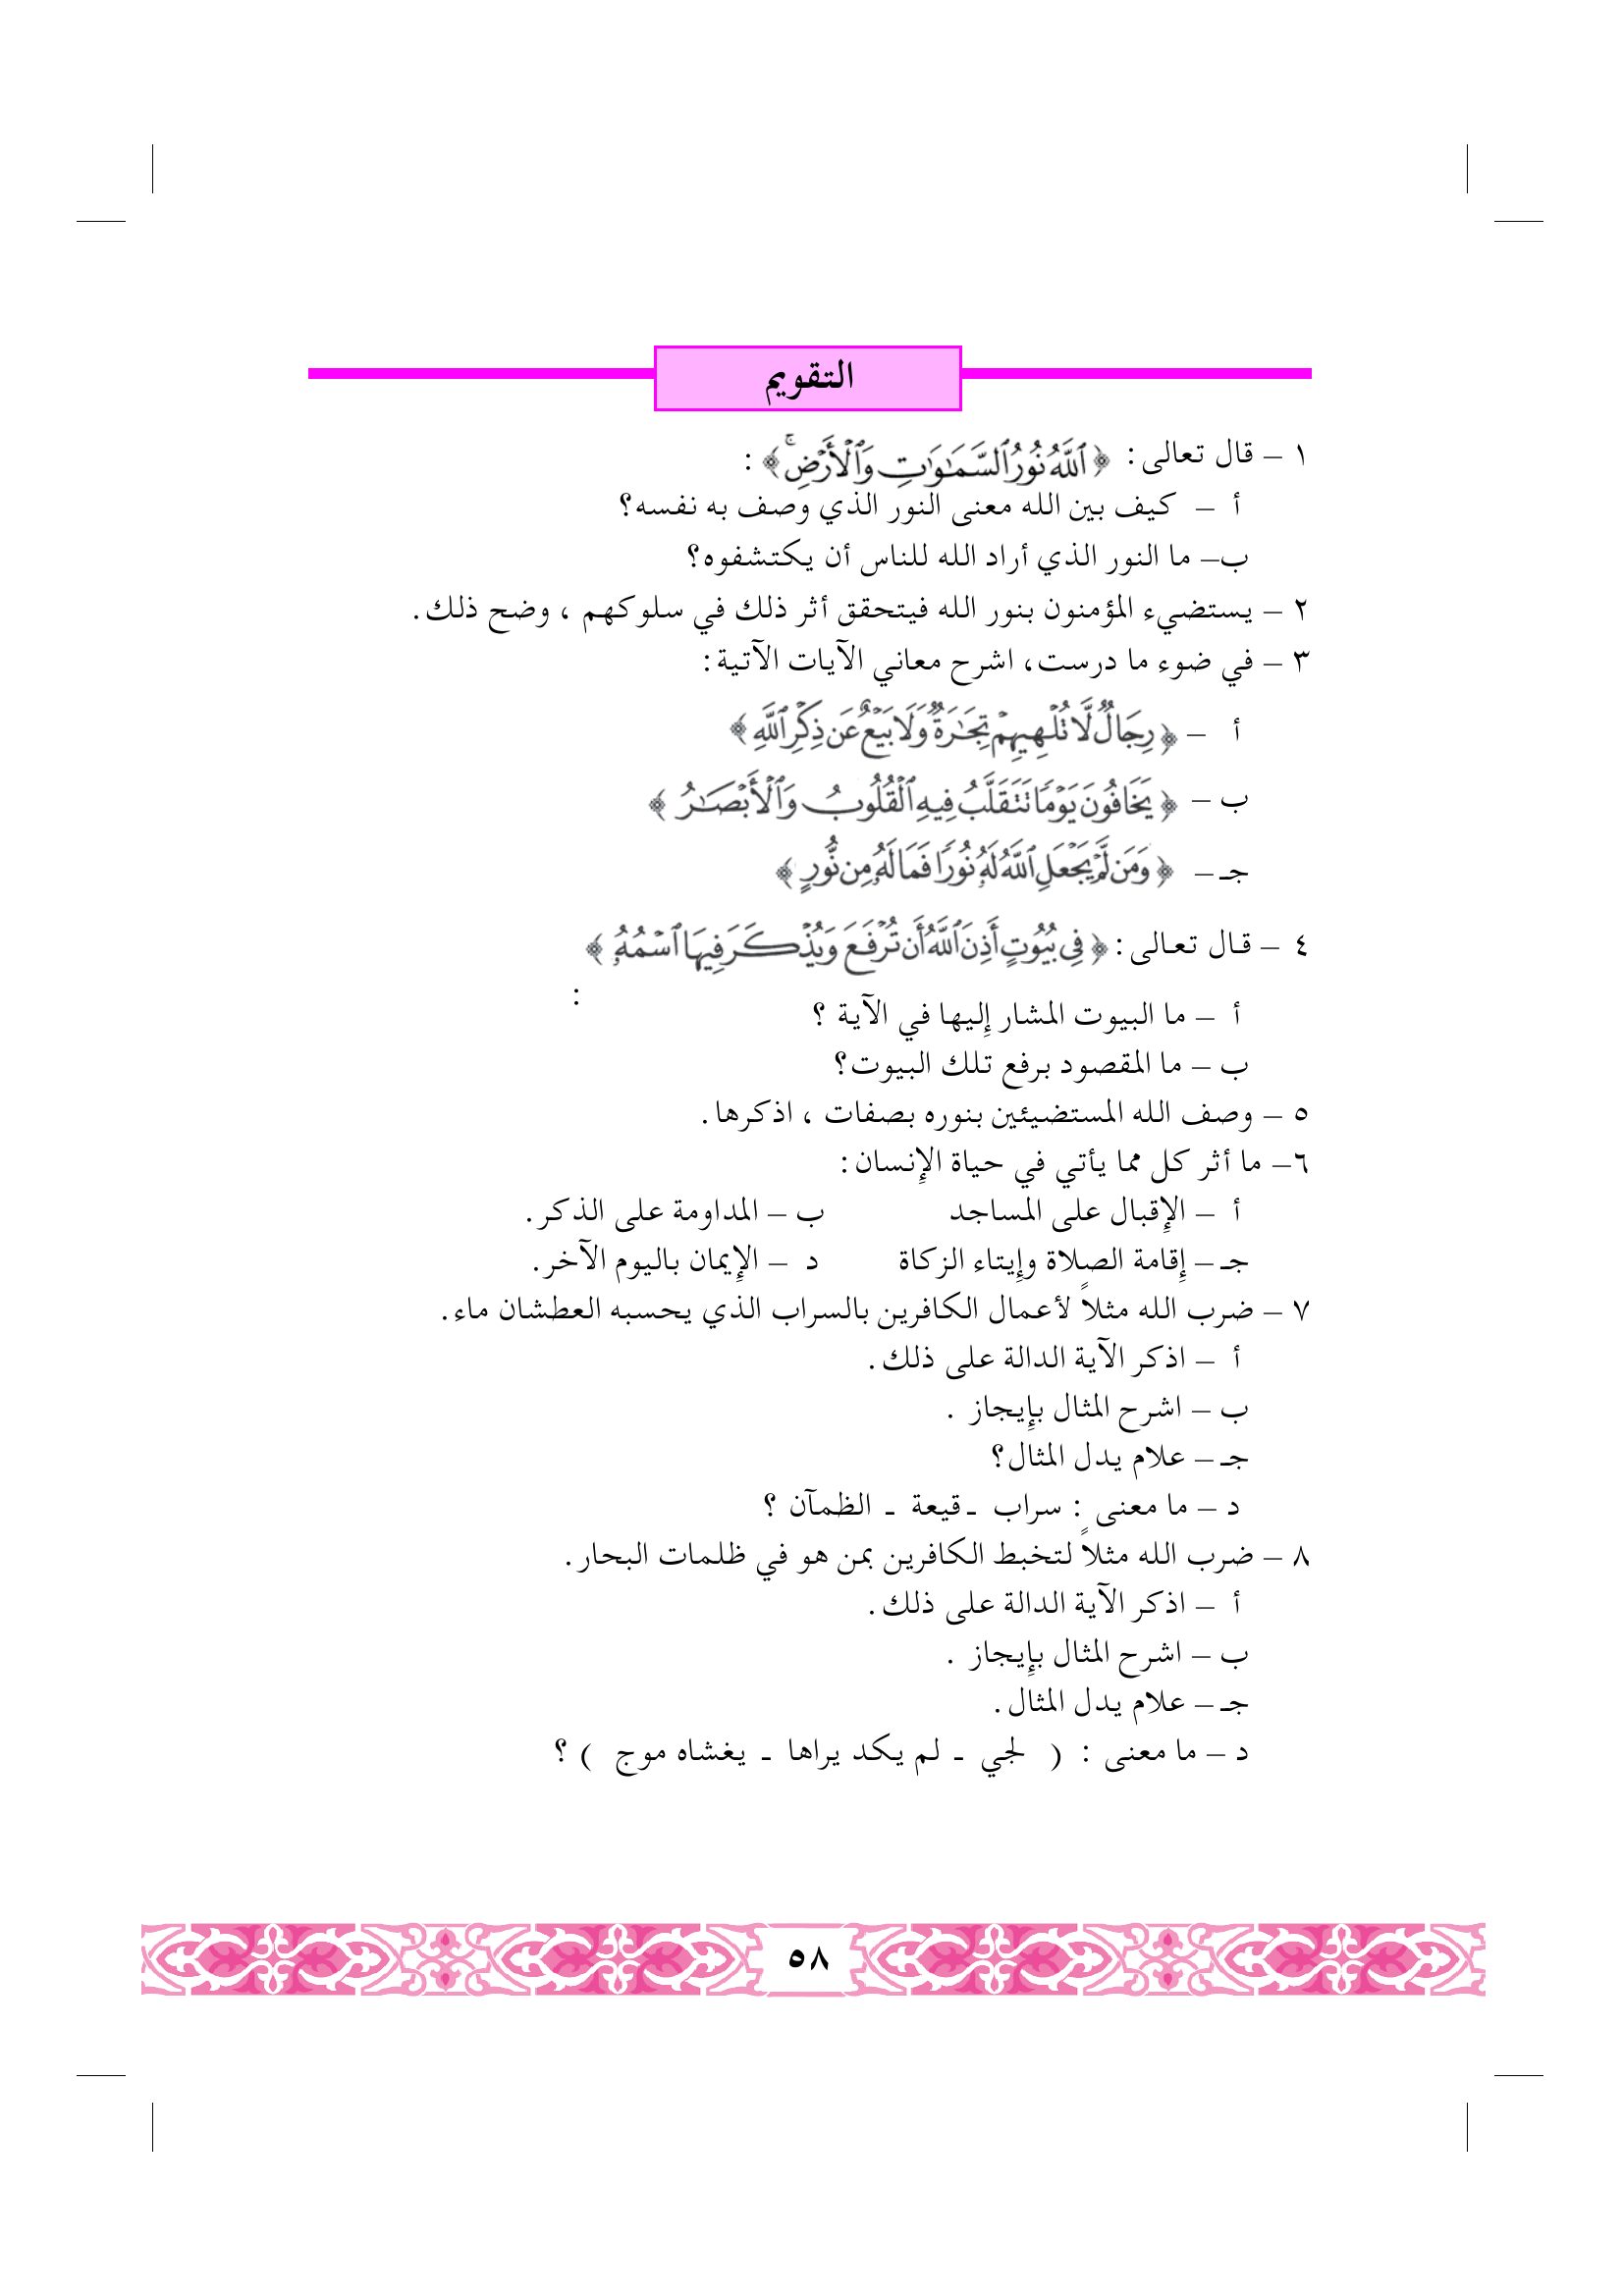 التقويم
١ – قال تعالى: ﴿ ٱللَّهُ نُورُ ٱلسَّمَـٰوَٰتِ وَٱلۡأَرۡضِۚ ﴾ :
أ – كيف بين الله معنى النور الذي وصف به نفسه؟
ب– ما النور الذي أراد الله للناس أن يكتشفوه؟
٢ – يستضيء المؤمنون بنور الله فيتحقق أثر ذلك في سلوكهم ، وضح ذلك.
٣ – في ضوء ما درست، اشرح معاني الآيات الآتية:
أ – ﴿ رِجَالٌ لَّا تُلۡهِيهِمۡ تِجَـٰرَةٌ وَلَا بَيۡعٌ عَن ذِكۡرِ ٱللَّهِ ﴾
ب – ﴿ يَخَافُونَ يَوۡمًا تَتَقَلَّبُ فِيهِ ٱلۡقُلُوبُ وَٱلۡأَبۡصَـٰرُ ﴾
جـ – ﴿ وَمَن لَّمۡ يَجۡعَلِ ٱللَّهُ لَهُۥ نُورًا فَمَا لَهُۥ مِن نُّورٍ ﴾
٤ – قال تعالى: ﴿ فِي بُيُوتٍ أَذِنَ ٱللَّهُ أَن تُرۡفَعَ وَيُذۡكَرَ فِيهَا ٱسۡمُهُۥ ﴾ :
أ – ما البيوت المشار إليها في الآية ؟
ب – ما المقصود برفع تلك البيوت؟
٥ – وصف الله المستضيئين بنوره بصفات ، اذكرها.
٦– ما أثر كل مما يأتي في حياة الإنسان:
أ – الإقبال على المساجد ب – المداومة على الذكر.
جـ – إقامة الصلاة وإيتاء الزكاة د – الإيمان باليوم الآخر.
٧ – ضرب الله مثلاً لأعمال الكافرين بالسراب الذي يحسبه العطشان ماء.
أ – اذكر الآية الدالة على ذلك.
ب – اشرح المثال بإيجاز .
جـ – علام يدل المثال؟
د – ما معنى : سراب ـ قيعة ـ الظمآن ؟
٨ – ضرب الله مثلاً لتخبط الكافرين بمن هو في ظلمات البحار.
أ – اذكر الآية الدالة على ذلك.
ب – اشرح المثال بإيجاز .
جـ – علام يدل المثال.
د – ما معنى : ( لجي ـ لم يكد يراها ـ يغشاه موج ) ؟
٥٨